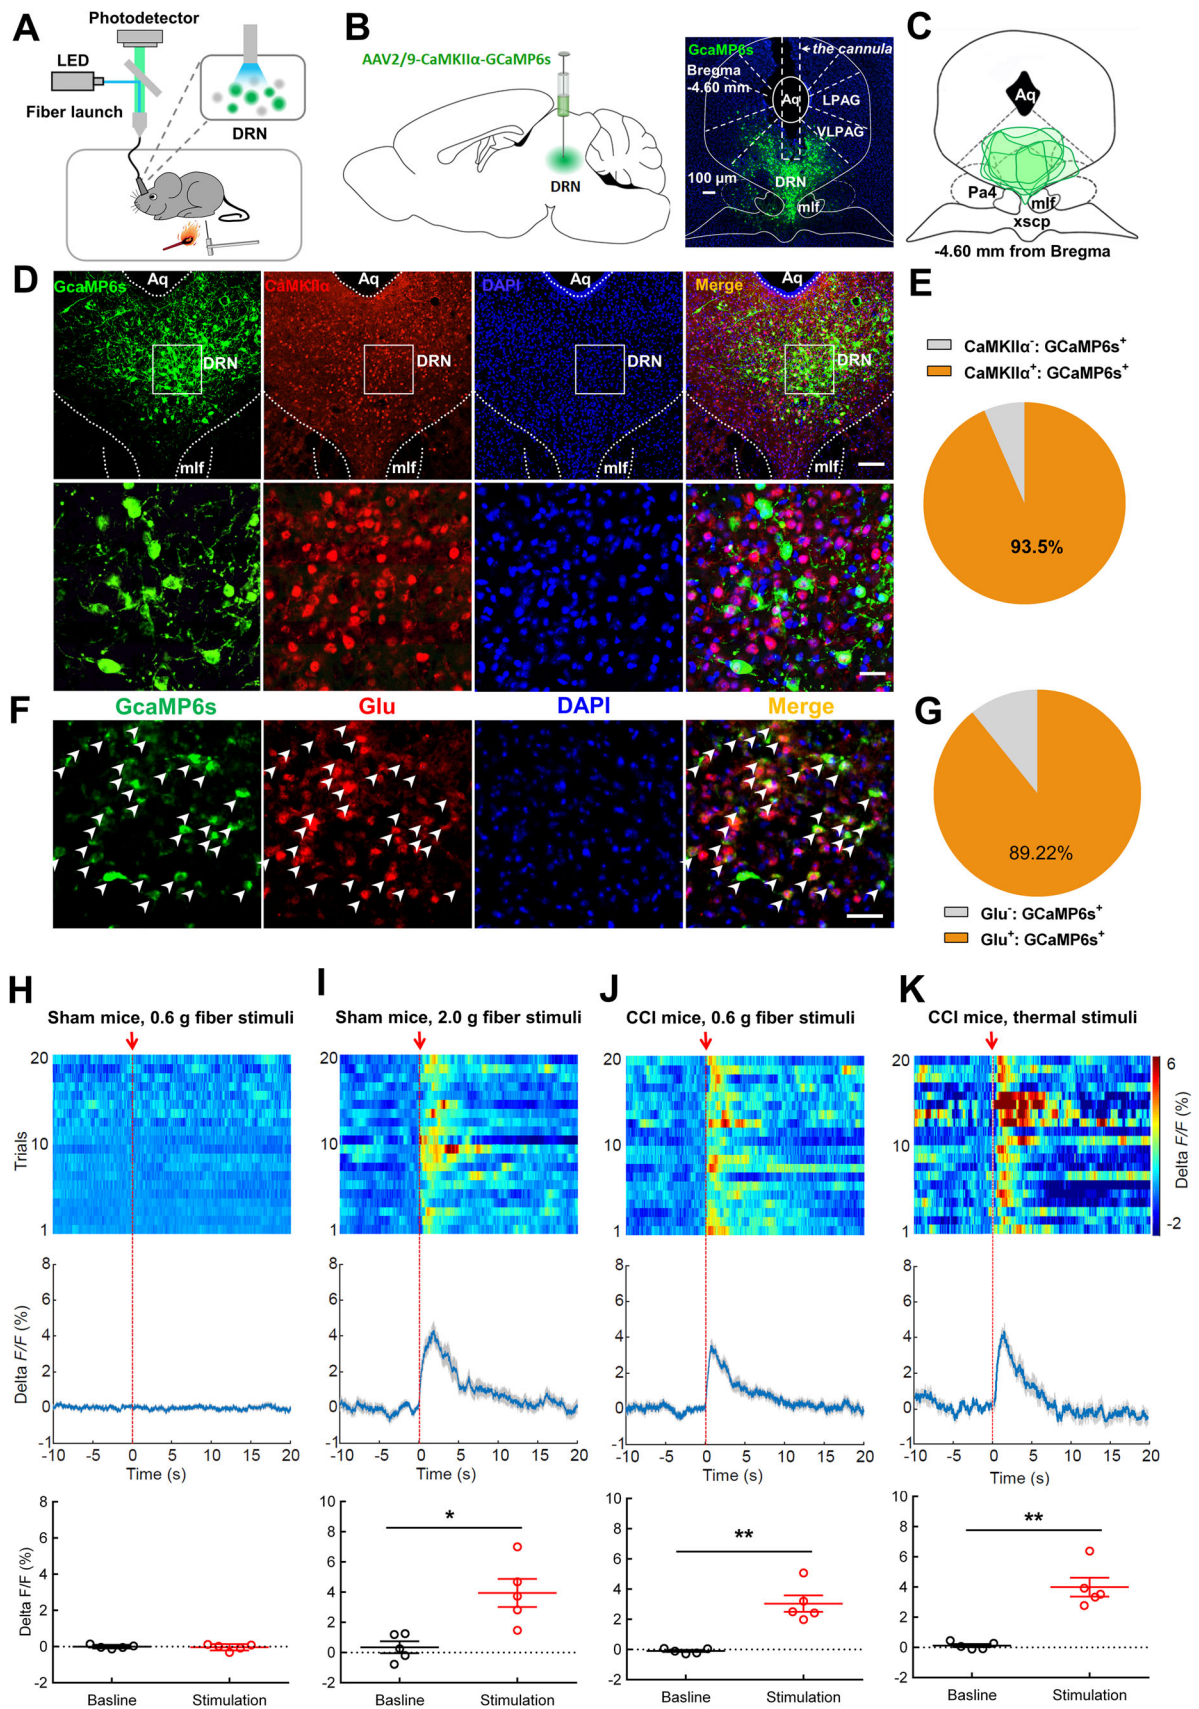 A
Photodetector
LED
Fiber launch
DRN
B
AAV2/9-CaMKIIα-GCaMP6s
DRN
GcaMP6s
the cannula
Bregma
-4.60 mm
Aq
LPAG
VLPAG
100 µm
DRN
mlf
C
Aq
Pa4
mlf
xscp
-4.60 mm from Bregma
D
GcaMP6s
Aq
DRN
mlf
CaMKIIα
Aq
DRN
mlf
DAPI
Aq
DRN
mlf
Merge
Aq
DRN
mlf
E
CaMKIIα-: GCaMP6s+
CaMKIIα+: GCaMP6s+
93.5%
F
GcaMP6s
Glu
DAPI
Merge
G
89.22%
Glu-: GCaMP6s+
Glu+: GCaMP6s+
H
Sham mice, 0.6 g fiber stimuli
I
Sham mice, 2.0 g fiber stimuli
J
CCI mice, 0.6 g fiber stimuli
K
CCI mice, thermal stimuli
Trials
20
10
1
20
10
1
20
10
1
20
10
1
6
-2
Delta F/F (%)
Delta F/F (%)
8
6
4
2
0
-1
-10 -5 0 5 10 15 20
Time (s)
8
6
4
2
0
-1
-10 -5 0 5 10 15 20
Time (s)
8
6
4
2
0
-1
-10 -5 0 5 10 15 20
Time (s)
8
6
4
2
0
-1
-10 -5 0 5 10 15 20
Time (s)
Delta F/F (%)
8
6
4
2
0
-2
Basline Stimulation
10
8
6
4
2
0
-2
*
Basline Stimulation
10
8
6
4
2
0
-2
**
Basline Stimulation
10
8
6
4
2
0
-2
**
Basline Stimulation